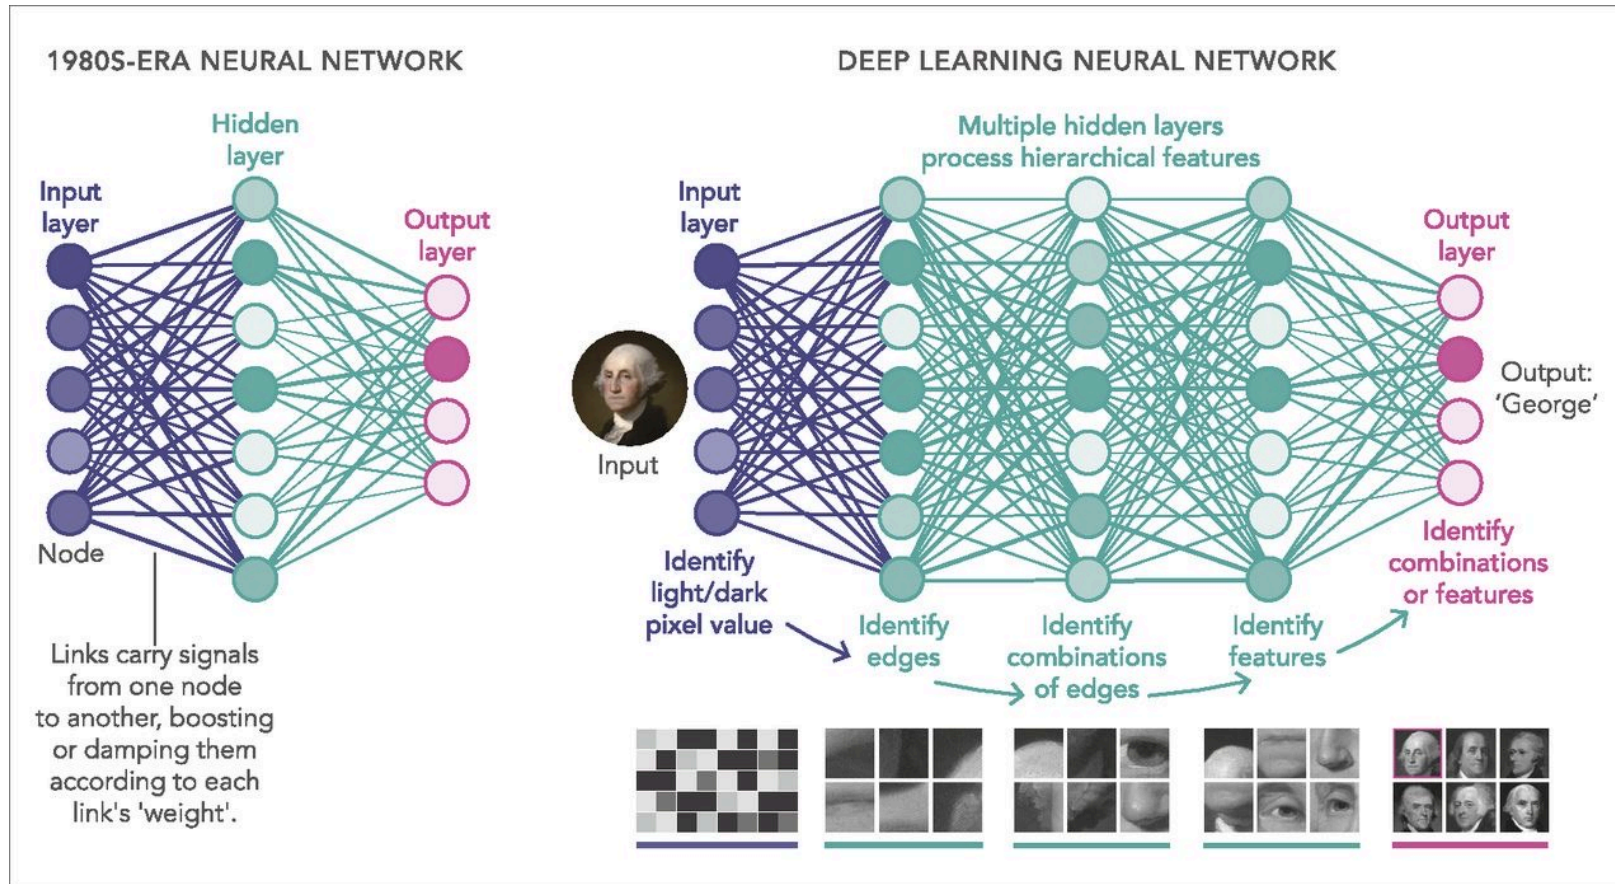 1980S-ERA NEURAL NETWORK
Hidden
layer
Input
layer
Output
layer
Node
Links carry signals
from one node
to another, boosting
or damping them
according to each
link's 'weight'.
DEEP LEARNING NEURAL NETWORK
Multiple hidden layers
process hierarchical features
Input
layer
Output
layer
Input
Output:
'George'
Identify
light/dark
pixel value
Identify
edges
Identify
combinations
of edges
Identify
features
Identify
combinations
or features